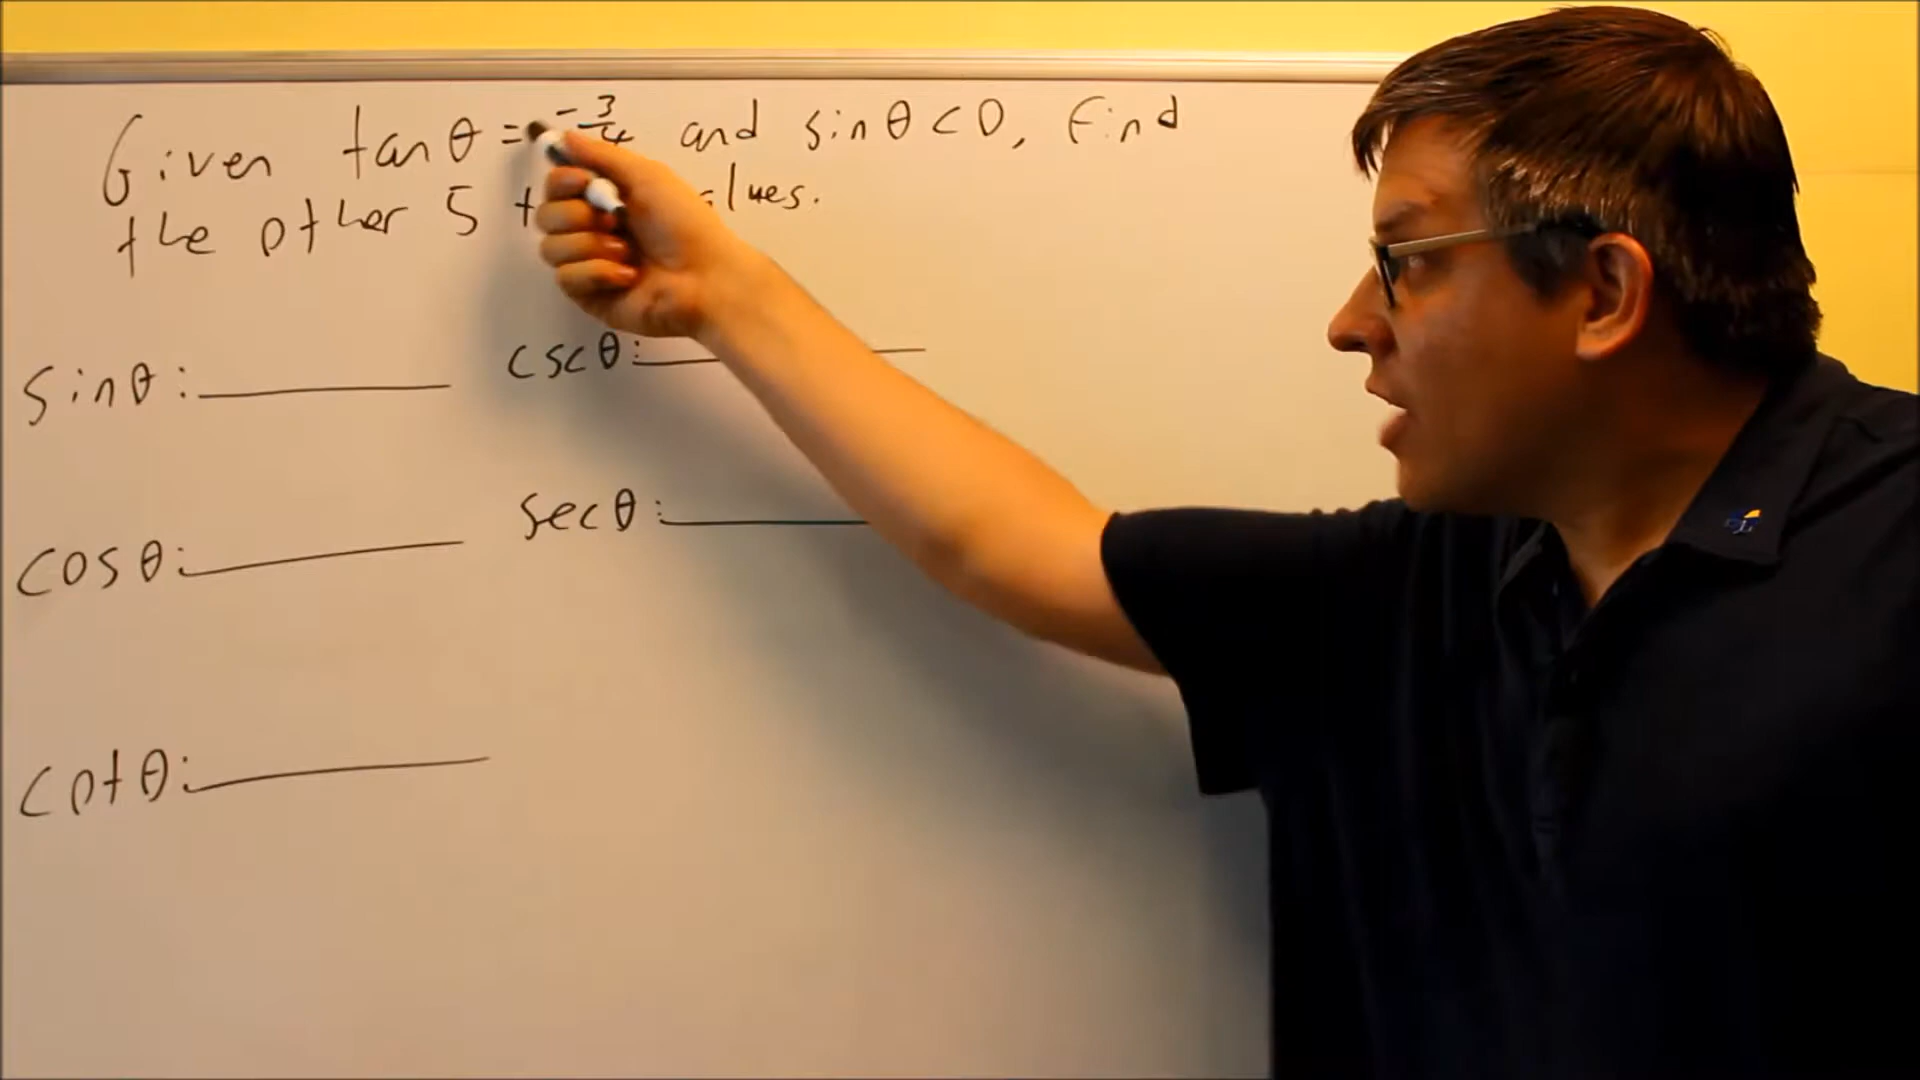 Given tanθ = -3/4 and sinθ < 0, Find
the other 5
sinθ:
cscθ:
secθ:
cosθ:
cotθ: